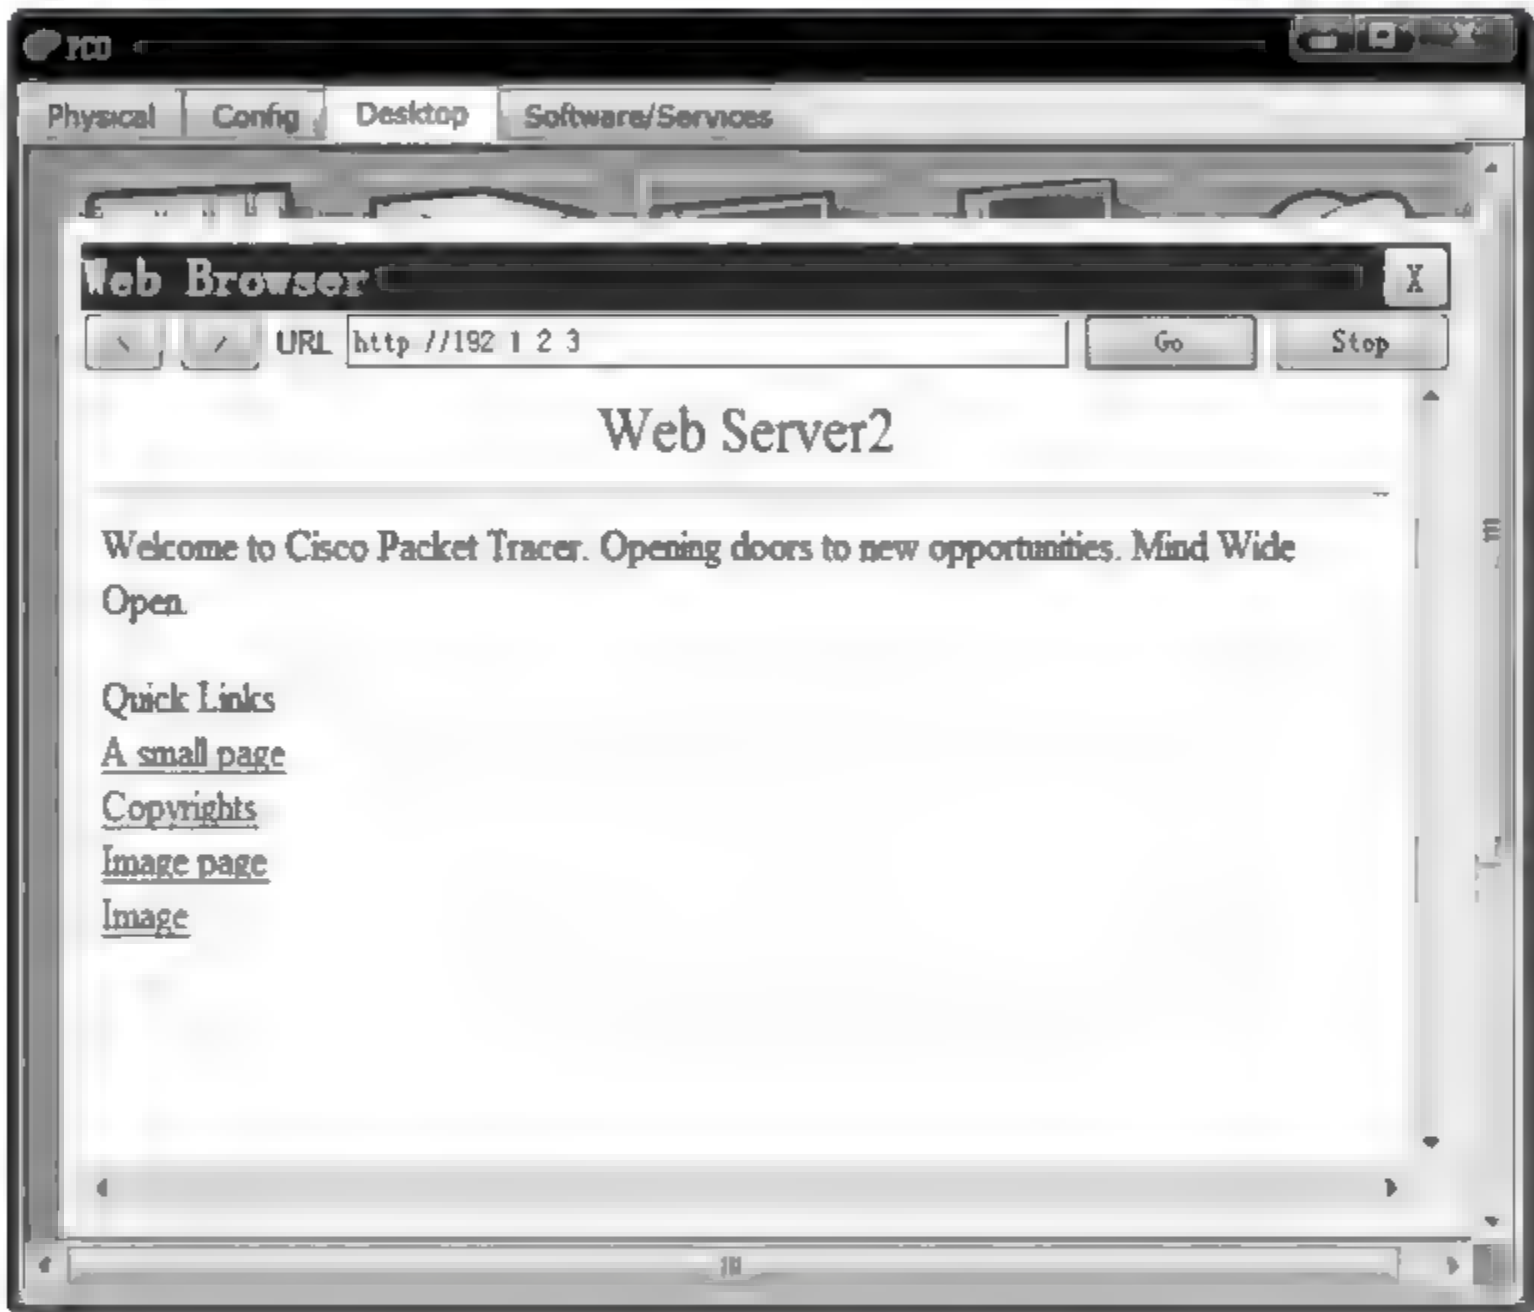 PC0
Physical Config Desktop Software/Services
Web Browser X
< > URL http //192 1 2 3 Go Stop
Web Server2
Welcome to Cisco Packet Tracer. Opening doors to new opportunities. Mind Wide
Open.
Quick Links
A small page
Copyrights
Image page
Image